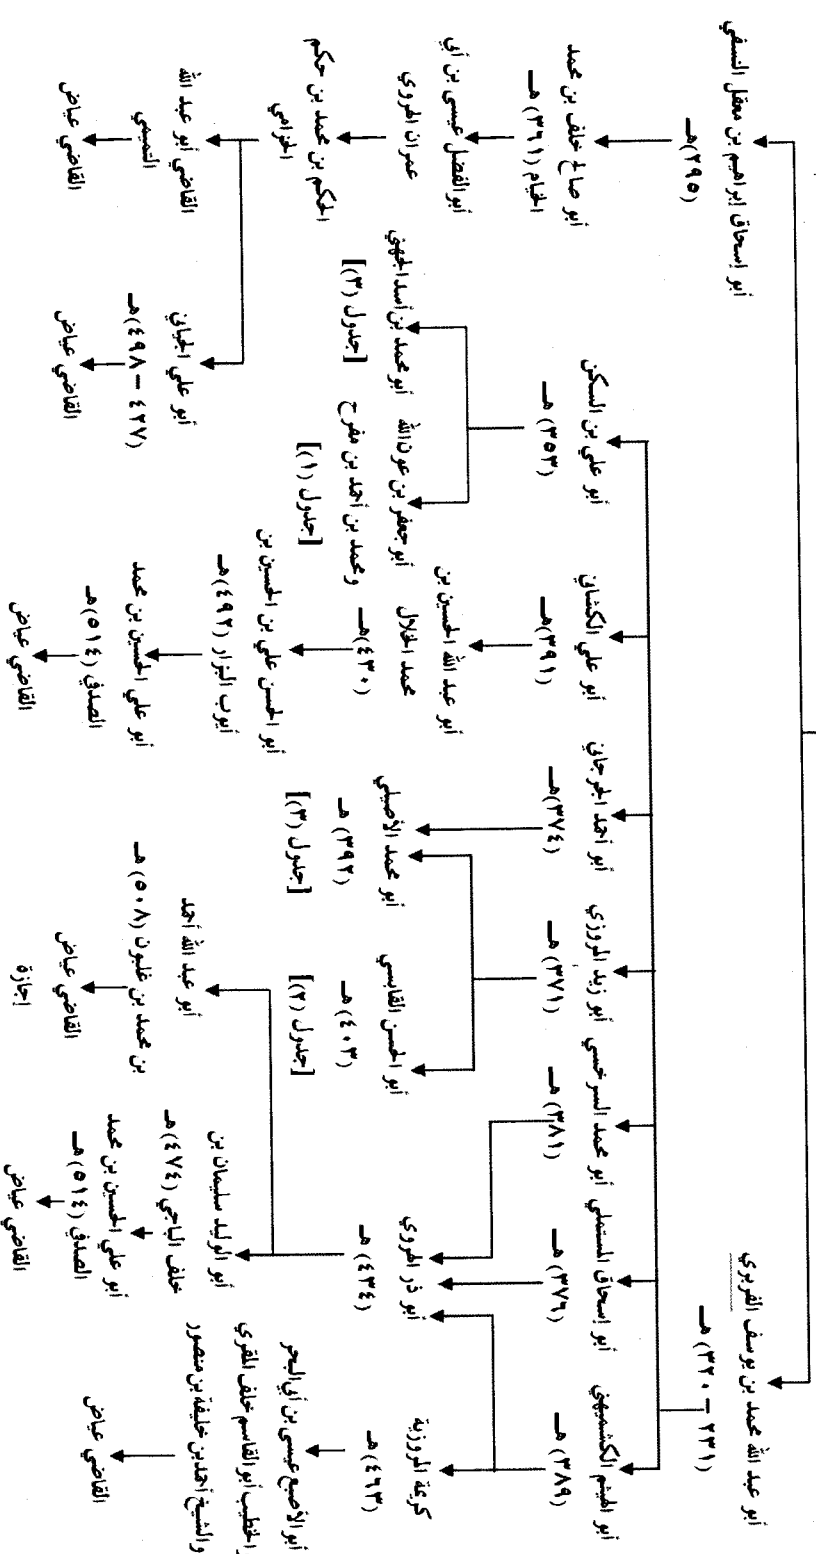 أبو عبد الله محمد بن يوسف الفربري
(٢٣١ – ٣٢٠) هـ
أبو إسحاق إبراهيم بن معقل النسفي
(٢٩٥) هـ
أبو الهيثم الكشميهني
(٣٨٩) هـ
أبو إسحاق المستملي
(٣٧٦) هـ
أبو محمد السرخسي
(٣٨١) هـ
أبو زيد المروزي
(٣٧١) هـ
أبو أحمد الجرجاني
(٣٧٤) هـ
أبو علي الكشاني
(٣٩١) هـ
أبو علي بن السكن
(٣٥٣) هـ
أبو صالح خلف بن محمد
الخيام (٣٦١) هـ
كريمة المروزية
(٤٦٣) هـ
أبو ذر الهروي
(٤٣٤) هـ
أبو الحسن القابسي
(٤٠٣) هـ
[جدول (٢)]
أبو محمد الأصيلي
(٣٩٢) هـ
[جدول (٣)]
أبو عبد الله الحسين بن
محمد الخلال
(٤٣٠) هـ
أبو جعفر بن عون الله
ومحمد بن أحمد بن مفرح
[جدول (١)]
أبو محمد بن أسد الجهني
[جدول (٣)]
أبو الفضل عيسى بن أبي
عمران الهروي
أبو الأصبع عيسى بن أبي البحر
والخطيب أبو القاسم خلف المقري
والشيخ أحمد بن خليفة بن منصور
القاضي عياض
أبو الوليد سليمان بن
خلف الباجي (٤٧٤) هـ
أبو علي الحسين بن محمد
الصدفي (٥١٤) هـ
القاضي عياض
أبو عبد الله أحمد
بن محمد بن غلبون (٥٠٨) هـ
القاضي عياض
إجازة
أبو الحسن علي بن الحسين بن
أيوب البزار (٤٩٢) هـ
أبو علي الحسين بن محمد
الصدفي (٥١٤) هـ
القاضي عياض
الحكم بن محمد بن حكم
الخزامي
أبو علي الجياني
(٤٢٧ – ٤٩٨) هـ
القاضي عياض
القاضي أبو عبد الله
التميمي
القاضي عياض